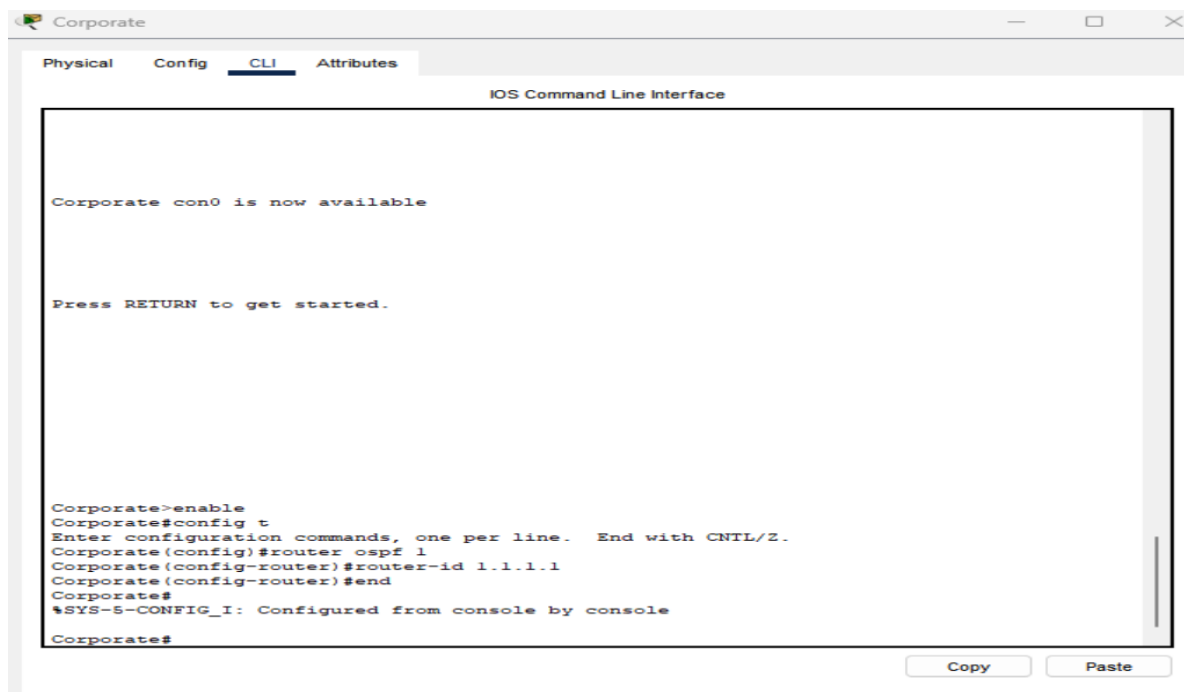 Corporate
Physical Config CLI Attributes
IOS Command Line Interface
Corporate con0 is now available
Press RETURN to get started.
Corporate>enable
Corporate#config t
Enter configuration commands, one per line.  End with CNTL/Z.
Corporate(config)#router ospf 1
Corporate(config-router)#router-id 1.1.1.1
Corporate(config-router)#end
Corporate#
%SYS-5-CONFIG_I: Configured from console by console
Corporate#
Copy Paste